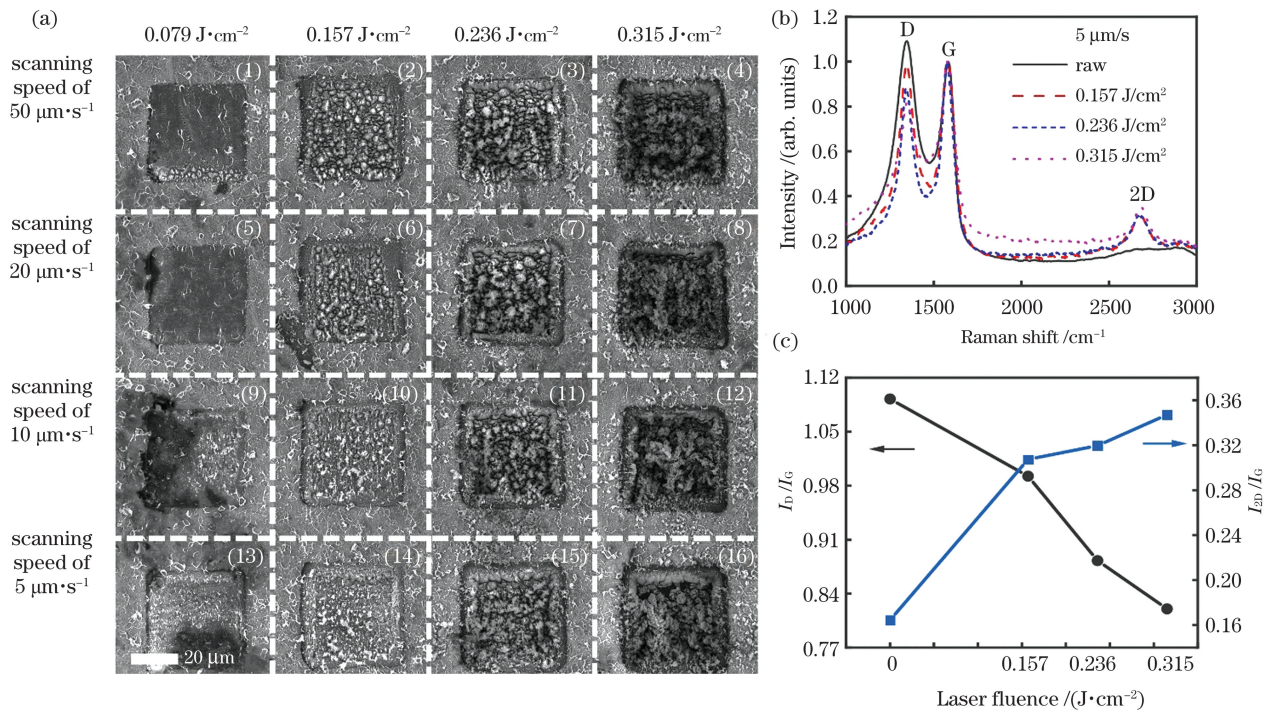 (a)
0.079 J•cm⁻² 0.157 J•cm⁻² 0.236 J•cm⁻² 0.315 J•cm⁻²
scanning
speed of
50 μm•s⁻¹
(1) (2) (3) (4)
scanning
speed of
20 μm•s⁻¹
(5) (6) (7) (8)
scanning
speed of
10 μm•s⁻¹
(9) (10) (11) (12)
scanning
speed of
5 μm•s⁻¹
(13) (14) (15) (16)
20 μm
(b)
1.2
1.0
0.8
0.6
0.4
0.2
0.0
Intensity /(arb. units)
D
G
2D
5 μm/s
raw
0.157 J/cm²
0.236 J/cm²
0.315 J/cm²
1000 1500 2000 2500 3000
Raman shift /cm⁻¹
(c)
1.12
1.05
0.98
0.91
0.84
0.77
I_D /I_G
0.36
0.32
0.28
0.24
0.20
0.16
I_2D /I_G
0 0.157 0.236 0.315
Laser fluence /(J•cm⁻²)